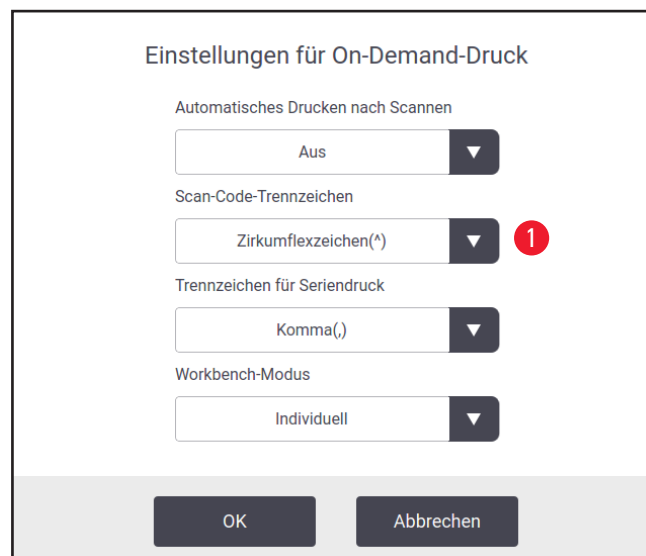 Einstellungen für On-Demand-Druck
Automatisches Drucken nach Scannen
Aus
Scan-Code-Trennzeichen
Zirkumflexzeichen(^)
1
Trennzeichen für Seriendruck
Komma(,)
Workbench-Modus
Individuell
OK
Abbrechen